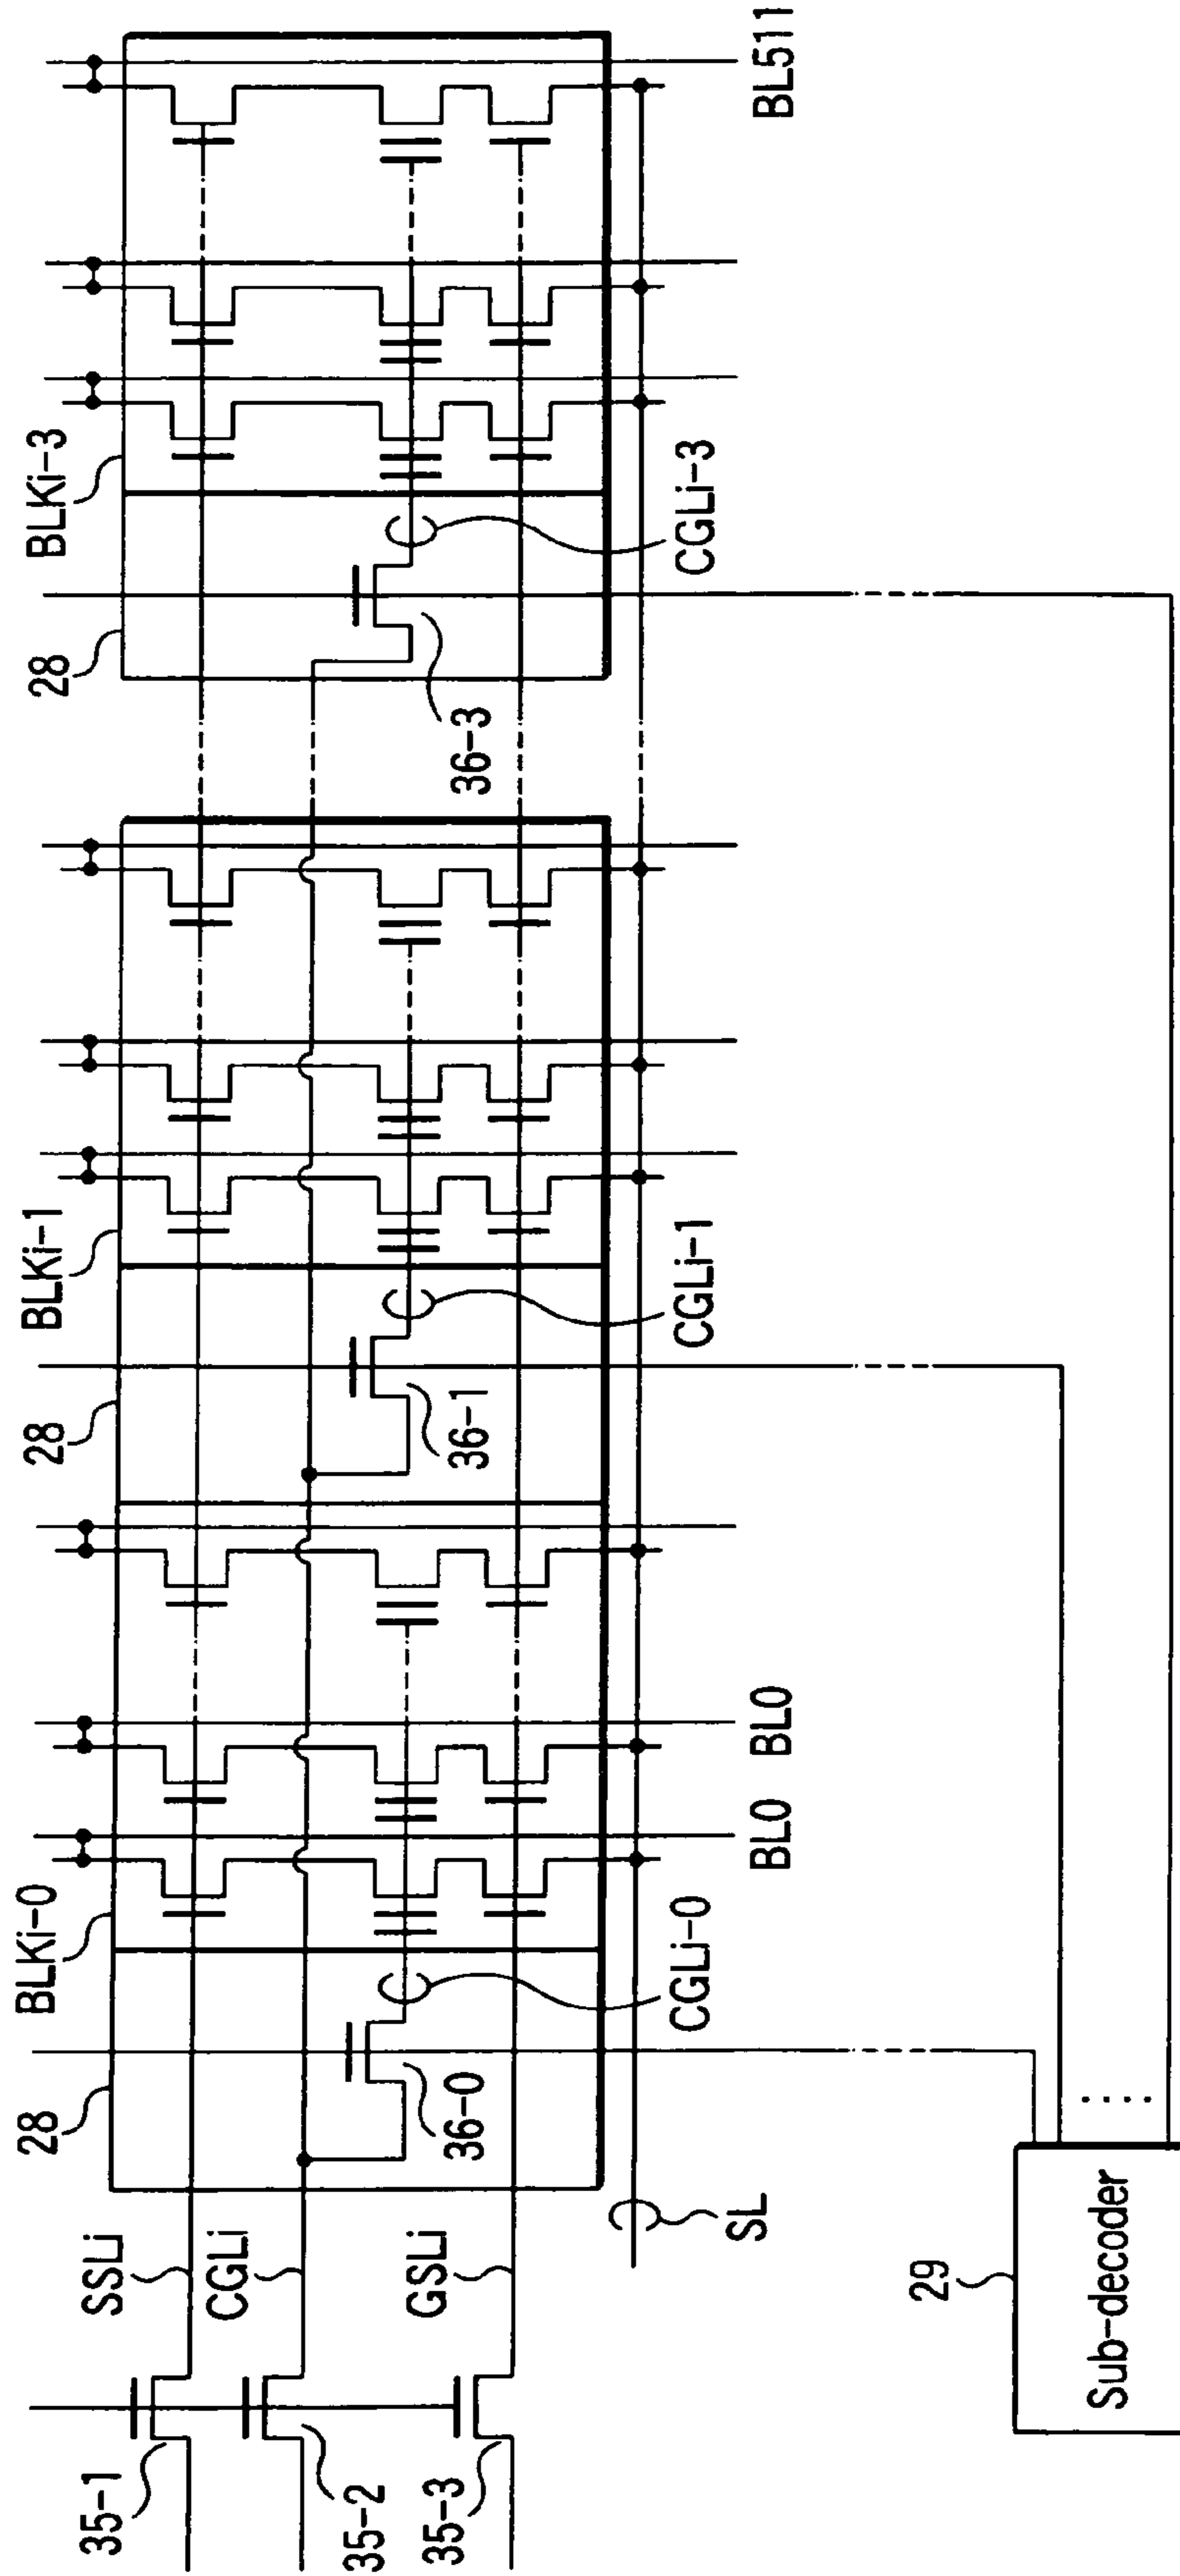 35-1
SSLi
35-2
CGLi
35-3
GSLi
SL
28
BLKi-0
36-0
CGLi-0
BL0
BL0
28
BLKi-1
36-1
CGLi-1
28
BLKi-3
36-3
CGLi-3
BL511
29
Sub-decoder